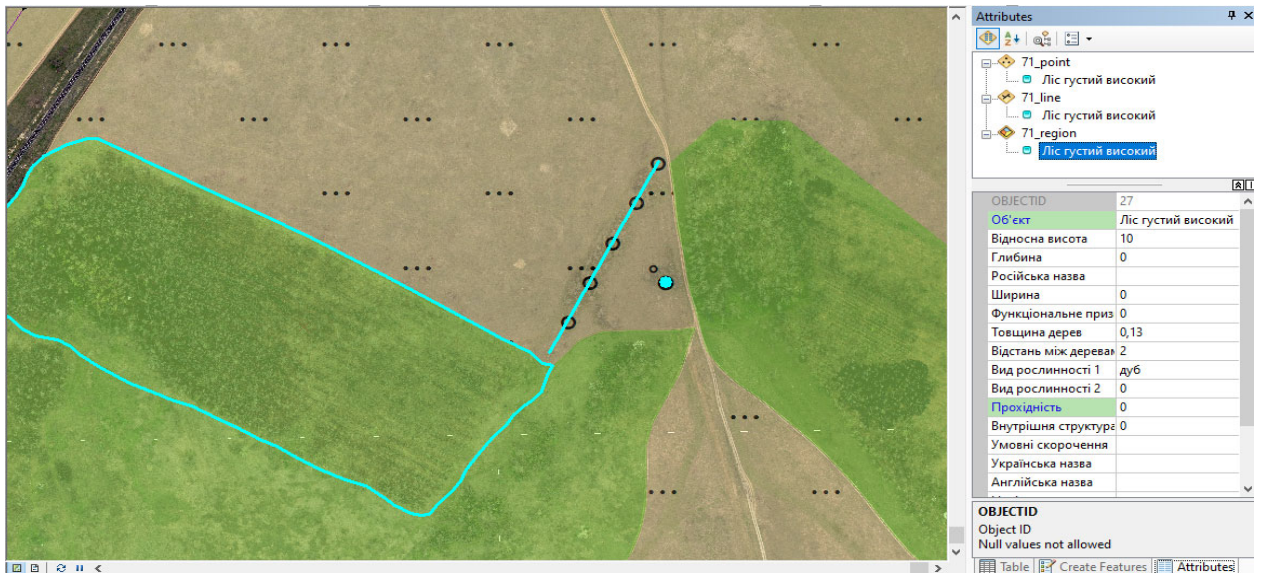 Attributes
71_point
Ліс густий високий
71_line
Ліс густий високий
71_region
Ліс густий високий
OBJECTID 27
Об'єкт Ліс густий високий
Відносна висота 10
Глибина 0
Російська назва
Ширина 0
Функціональне приз 0
Товщина дерев 0,13
Відстань між деревам 2
Вид рослинності 1 дуб
Вид рослинності 2 0
Прохідність 0
Внутрішня структура 0
Умовні скорочення
Українська назва
Англійська назва
OBJECTID
Object ID
Null values not allowed
Table Create Features Attributes